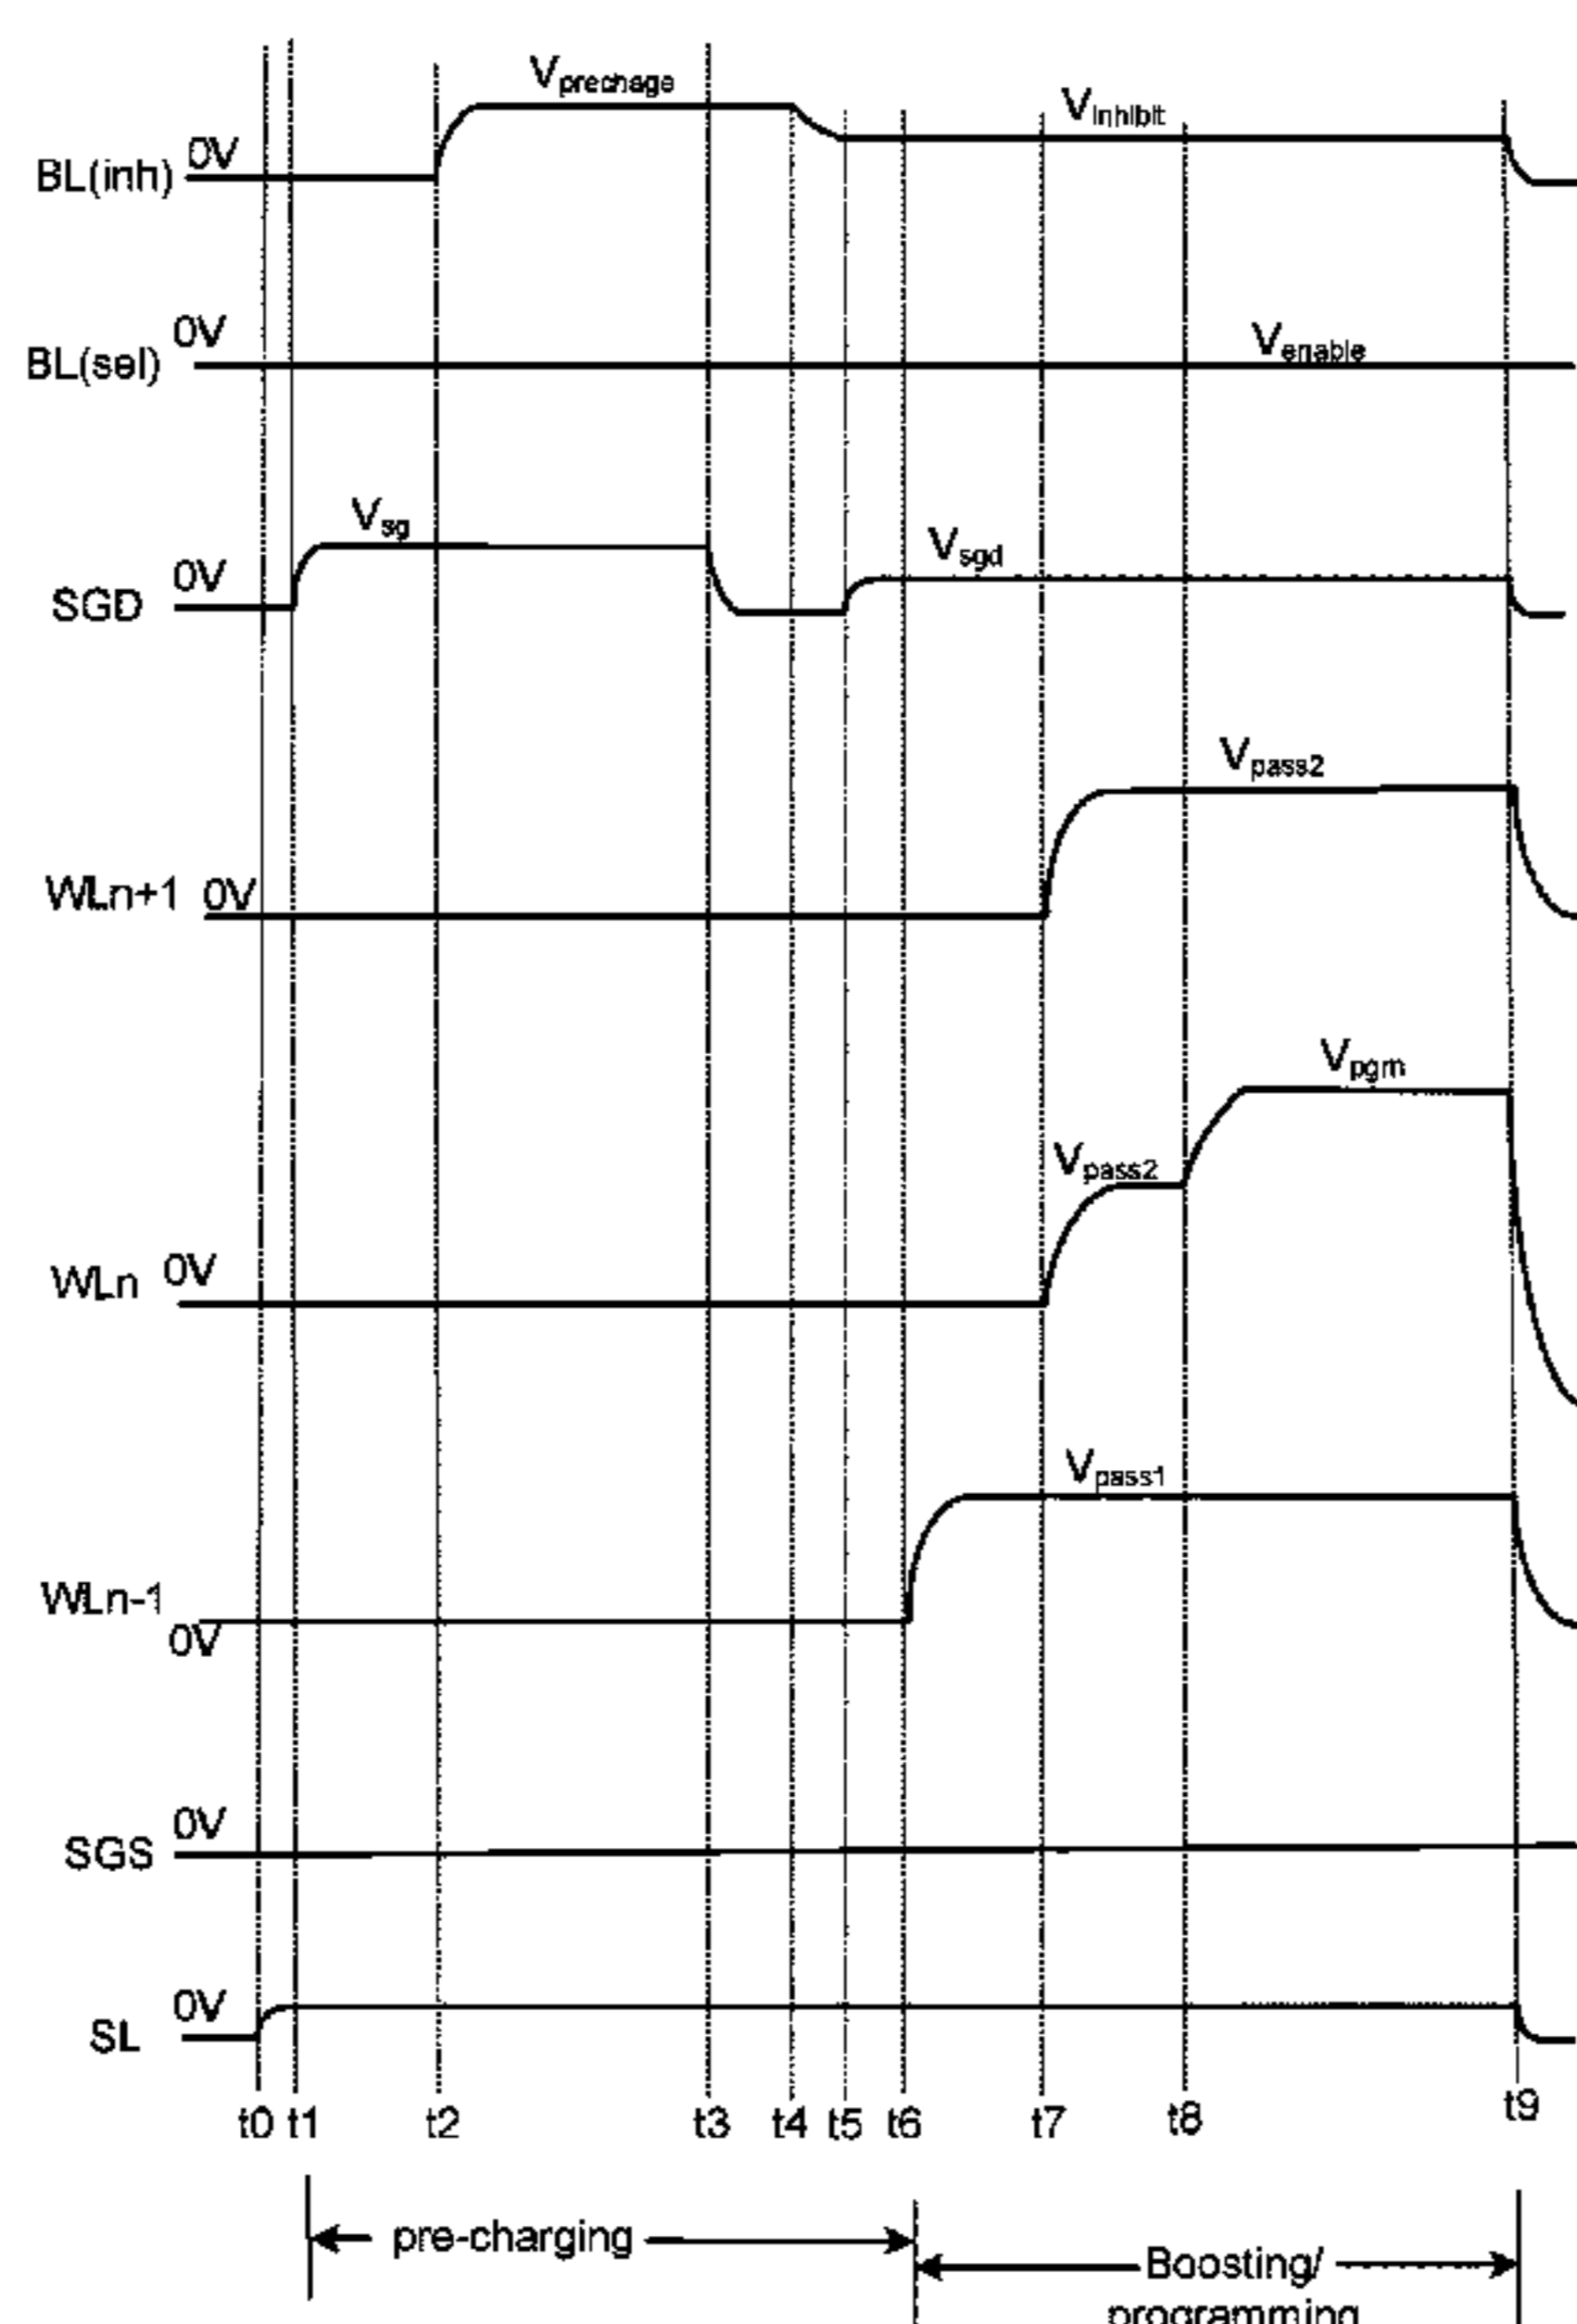 Vprechage
Vinhibit
BL(inh) 0V
BL(sel) 0V
Venable
Vsg
SGD 0V
Vsgd
Vpass2
WLn+1 0V
Vpgm
Vpass2
WLn 0V
Vpass1
WLn-1
0V
SGS 0V
SL 0V
t0 t1 t2 t3 t4 t5 t6 t7 t8 t9
pre-charging
Boosting/
programming